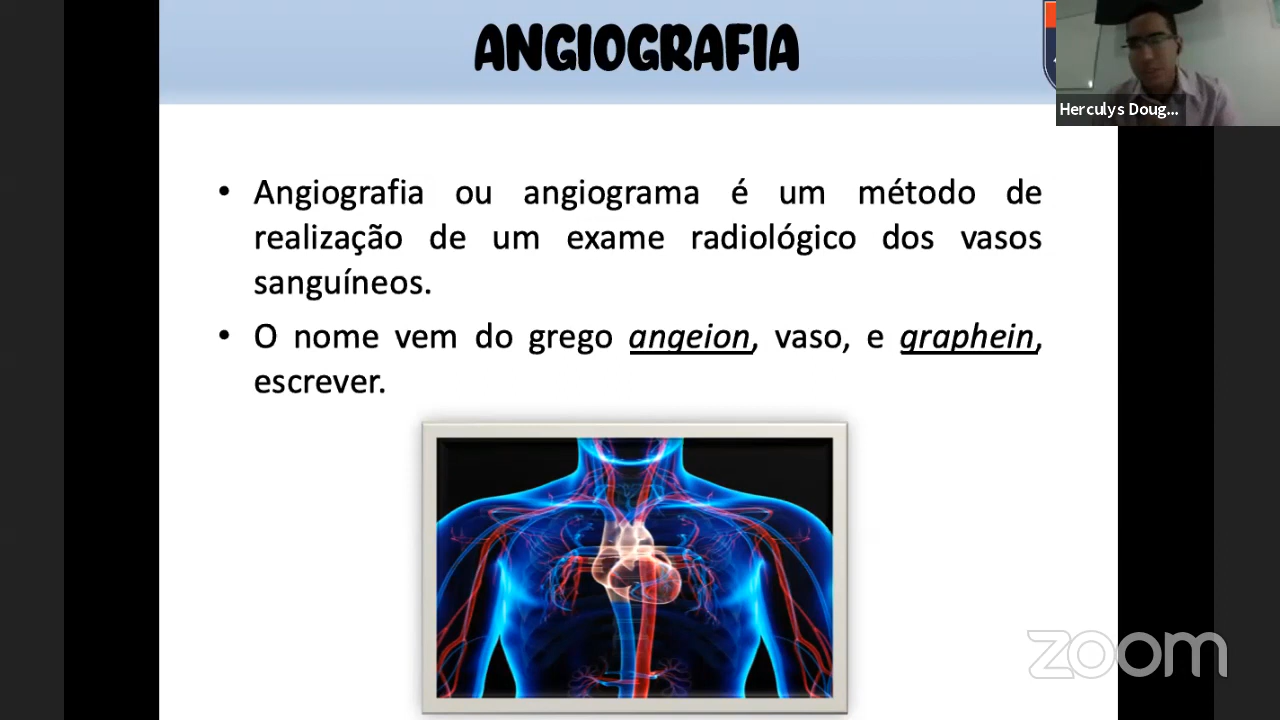 ANGIOGRAFIA
Herculys Doug...
• Angiografia ou angiograma é um método de
realização de um exame radiológico dos vasos
sanguíneos.
• O nome vem do grego angeion, vaso, e graphein,
escrever.
zoom